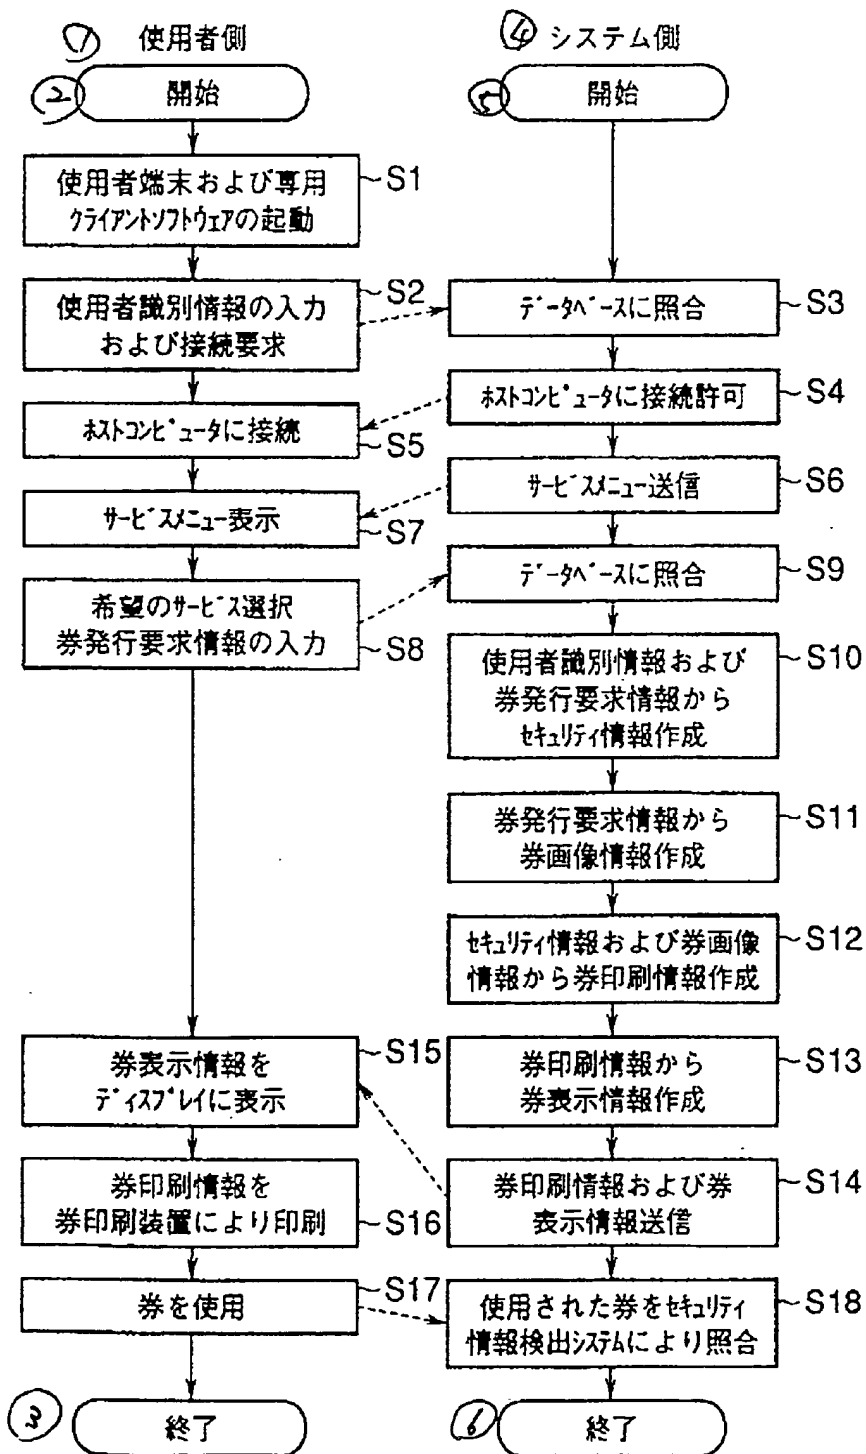 ① 使用者側
② 開始
使用者端末および専用
クライアントソフトウェアの起動
~S1
使用者識別情報の入力
および接続要求
~S2
ホストコンピュータに接続
~S5
サービスメニュー表示
~S7
希望のサービス選択
券発行要求情報の入力
~S8
券表示情報を
ディスプレイに表示
~S15
券印刷情報を
券印刷装置により印刷
~S16
券を使用
~S17
③ 終了
④ システム側
⑤ 開始
データベースに照合
~S3
ホストコンピュータに接続許可
~S4
サービスメニュー送信
~S6
データベースに照合
~S9
使用者識別情報および
券発行要求情報から
セキュリティ情報作成
~S10
券発行要求情報から
券画像情報作成
~S11
セキュリティ情報および券画像
情報から券印刷情報作成
~S12
券印刷情報から
券表示情報作成
~S13
券印刷情報および券
表示情報送信
~S14
使用された券をセキュリティ
情報検出システムにより照合
~S18
⑥ 終了